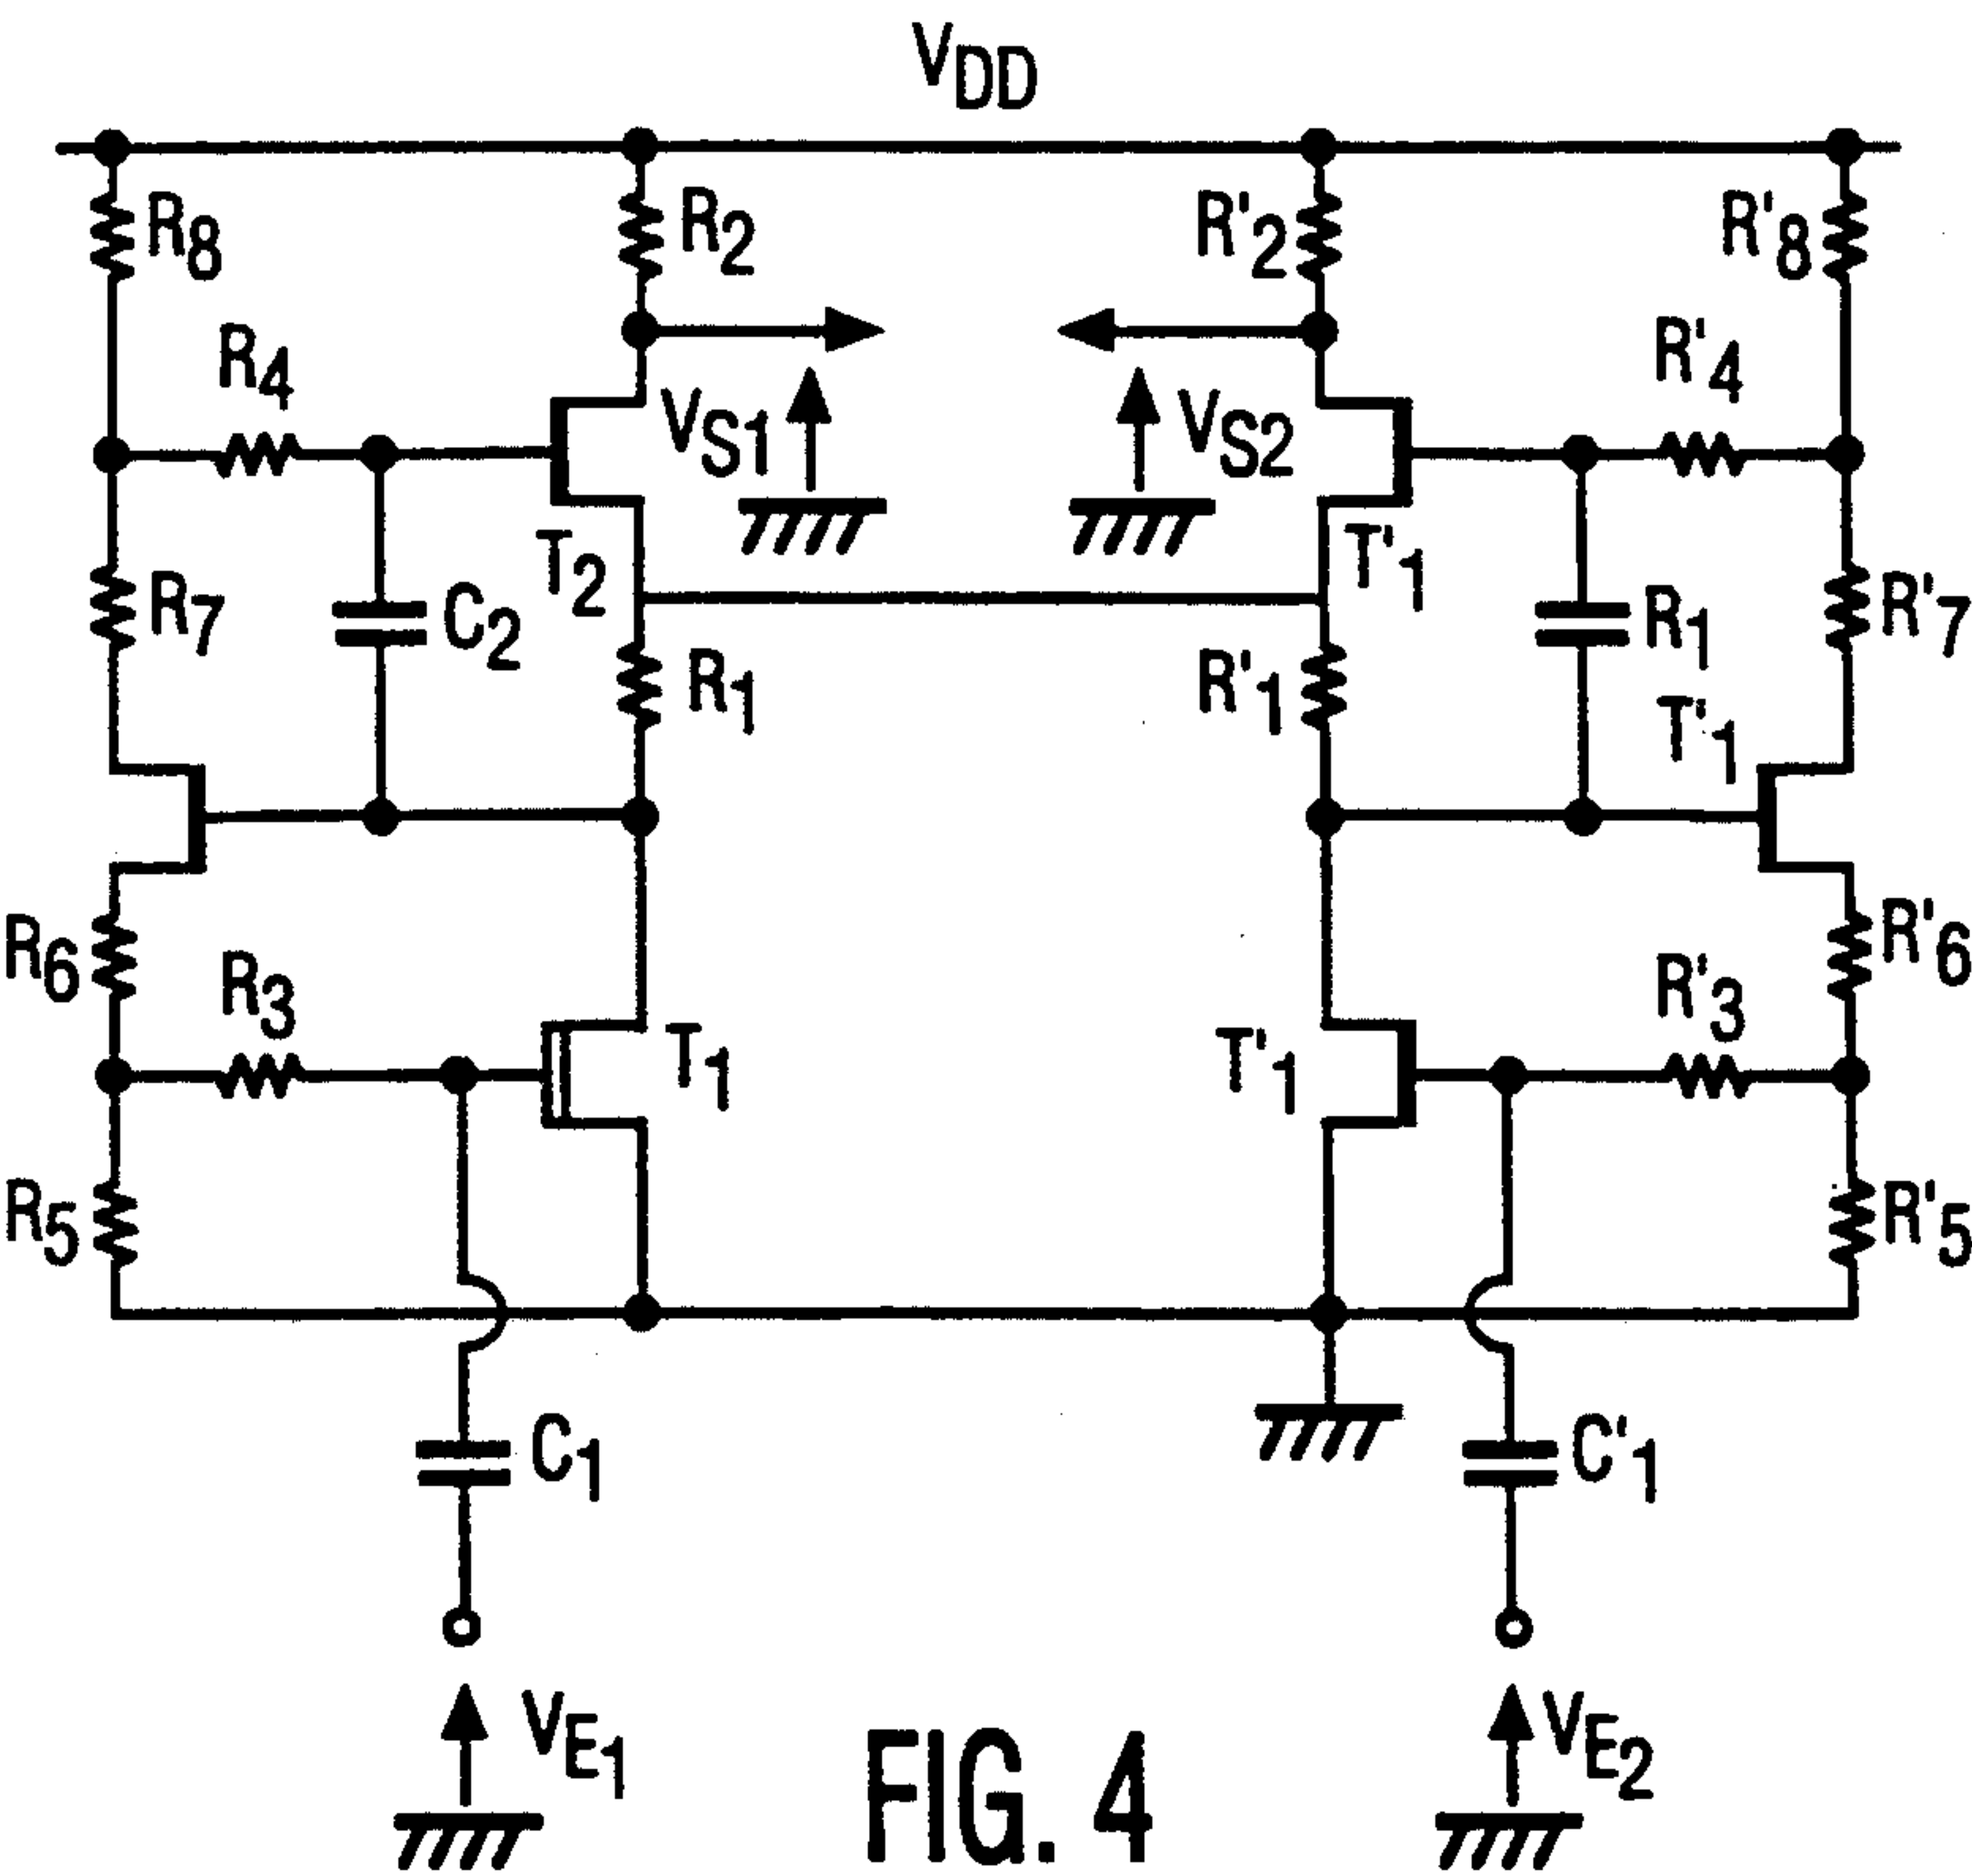 VDD
R8
R2
R'2
R'8
R4
R'4
VS1
VS2
T2
T'1
R7
C2
R1
R'7
R1
R'1
T'1
R6
R3
R'3
R'6
T1
T'1
R5
R'5
C1
C'1
VE1
VE2
FIG. 4